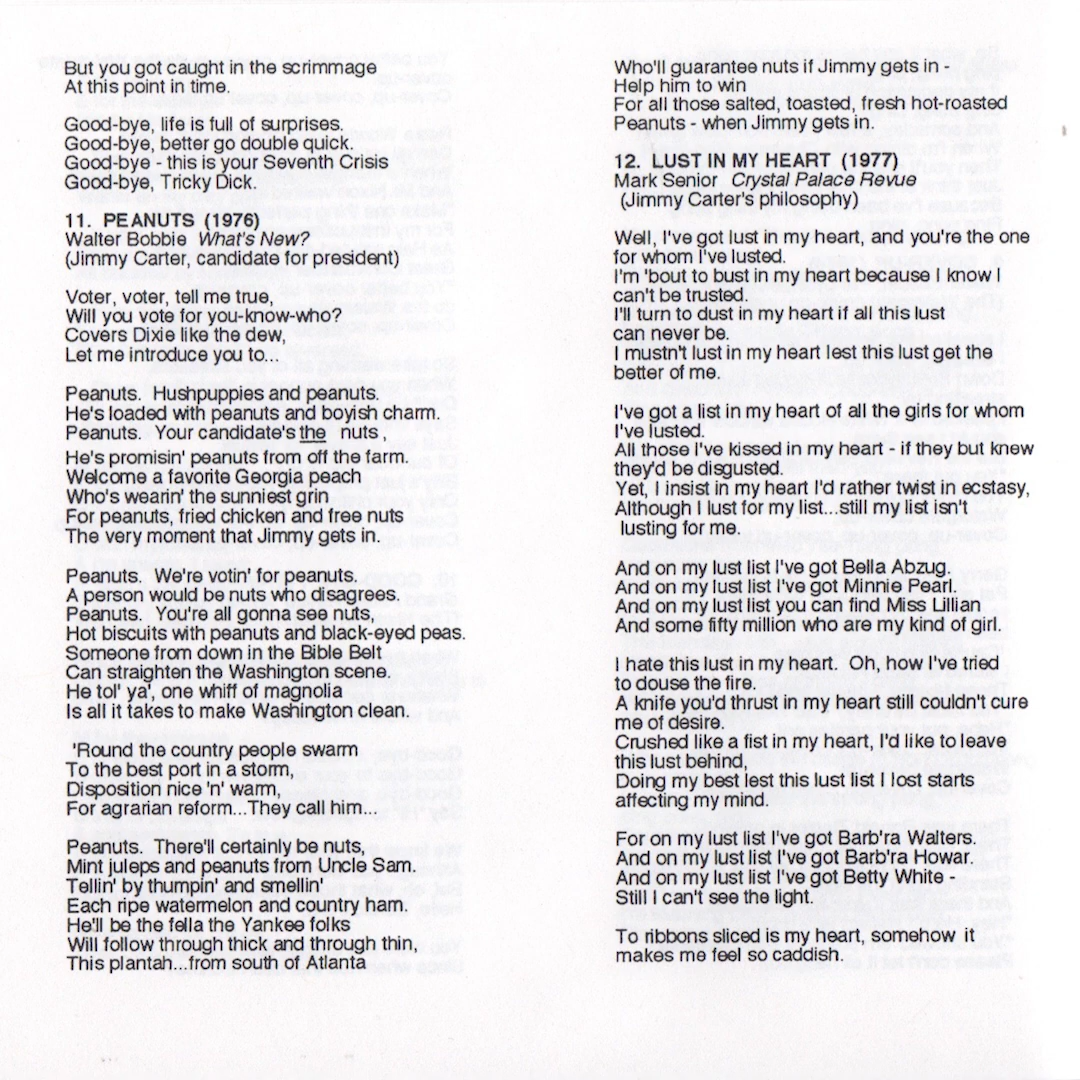 But you got caught in the scrimmage
At this point in time.
Good-bye, life is full of surprises.
Good-bye, better go double quick.
Good-bye - this is your Seventh Crisis
Good-bye, Tricky Dick.
11. PEANUTS (1976)
Walter Bobbie What's New?
(Jimmy Carter, candidate for president)
Voter, voter, tell me true,
Will you vote for you-know-who?
Covers Dixie like the dew,
Let me introduce you to...
Peanuts. Hushpuppies and peanuts.
He's loaded with peanuts and boyish charm.
Peanuts. Your candidate's the nuts,
He's promisin' peanuts from off the farm.
Welcome a favorite Georgia peach
Who's wearin' the sunniest grin
For peanuts, fried chicken and free nuts
The very moment that Jimmy gets in.
Peanuts. We're votin' for peanuts.
A person would be nuts who disagrees.
Peanuts. You're all gonna see nuts,
Hot biscuits with peanuts and black-eyed peas.
Someone from down in the Bible Belt
Can straighten the Washington scene.
He tol' ya', one whiff of magnolia
Is all it takes to make Washington clean.
'Round the country people swarm
To the best port in a storm,
Disposition nice 'n' warm,
For agrarian reform...They call him...
Peanuts. There'll certainly be nuts,
Mint juleps and peanuts from Uncle Sam.
Tellin' by thumpin' and smellin'
Each ripe watermelon and country ham.
He'll be the fella the Yankee folks
Will follow through thick and through thin,
This plantah...from south of Atlanta
Who'll guarantee nuts if Jimmy gets in -
Help him to win
For all those salted, toasted, fresh hot-roasted
Peanuts - when Jimmy gets in.
12. LUST IN MY HEART (1977)
Mark Senior Crystal Palace Revue
(Jimmy Carter's philosophy)
Well, I've got lust in my heart, and you're the one
for whom I've lusted.
I'm 'bout to bust in my heart because I know I
can't be trusted.
I'll turn to dust in my heart if all this lust
can never be.
I mustn't lust in my heart lest this lust get the
better of me.
I've got a list in my heart of all the girls for whom
I've lusted.
All those I've kissed in my heart - if they but knew
they'd be disgusted.
Yet, I insist in my heart I'd rather twist in ecstasy,
Although I lust for my list...still my list isn't
lusting for me.
And on my lust list I've got Bella Abzug.
And on my lust list I've got Minnie Pearl.
And on my lust list you can find Miss Lillian
And some fifty million who are my kind of girl.
I hate this lust in my heart. Oh, how I've tried
to douse the fire.
A knife you'd thrust in my heart still couldn't cure
me of desire.
Crushed like a fist in my heart, I'd like to leave
this lust behind,
Doing my best lest this lust list I lost starts
affecting my mind.
For on my lust list I've got Barb'ra Walters.
And on my lust list I've got Barb'ra Howar.
And on my lust list I've got Betty White -
Still I can't see the light.
To ribbons sliced is my heart, somehow it
makes me feel so caddish.